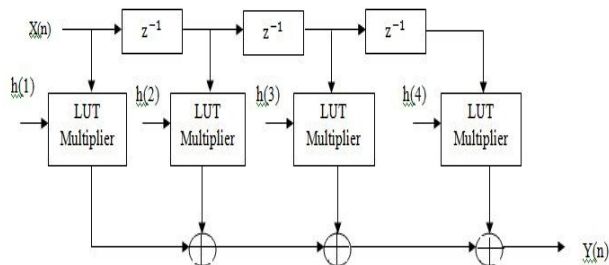 X(n)
z⁻¹
z⁻¹
z⁻¹
h(1)
h(2)
h(3)
h(4)
LUT
Multiplier
LUT
Multiplier
LUT
Multiplier
LUT
Multiplier
Y(n)